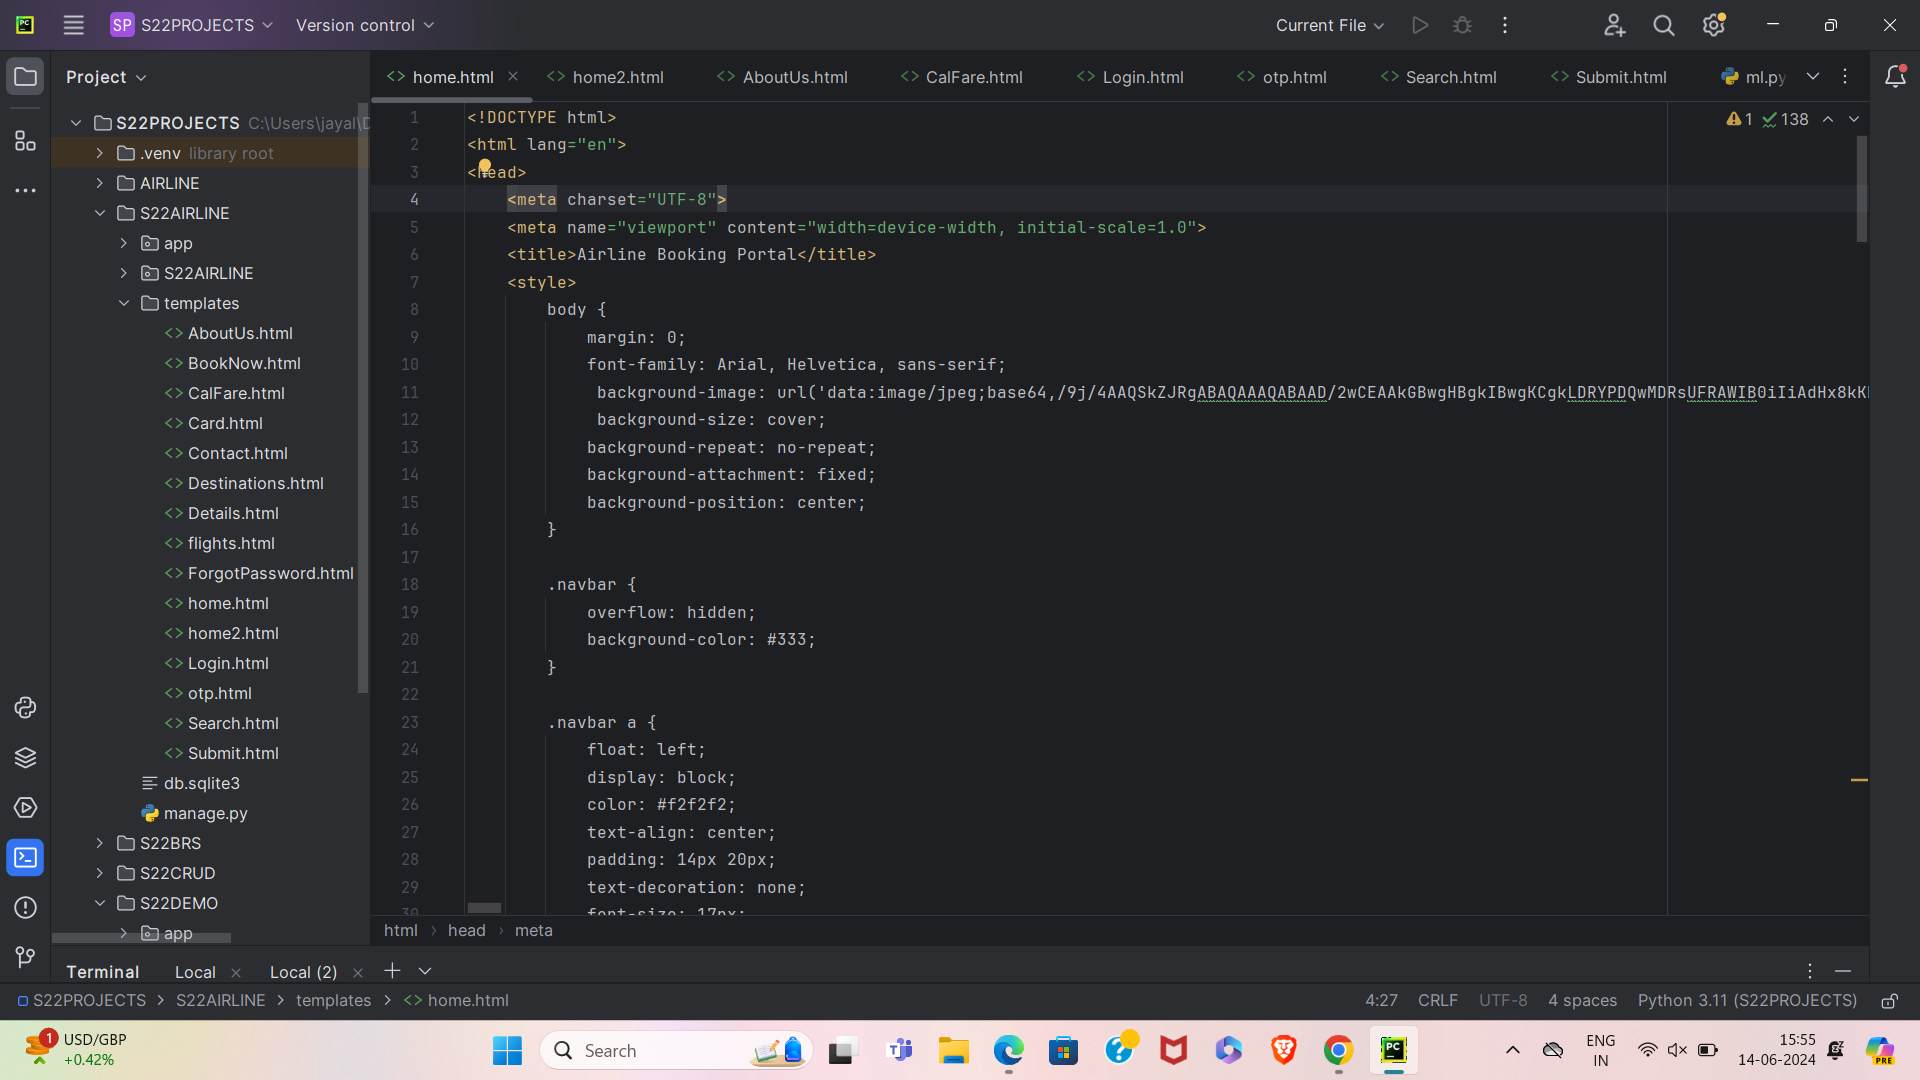 PC
SP S22PROJECTS Version control Current File
Project
home.html home2.html AboutUs.html CalFare.html Login.html otp.html Search.html Submit.html ml.py
S22PROJECTS C:\Users\jayal\
.venv library root
AIRLINE
S22AIRLINE
app
S22AIRLINE
templates
AboutUs.html
BookNow.html
CalFare.html
Card.html
Contact.html
Destinations.html
Details.html
flights.html
ForgotPassword.html
home.html
home2.html
Login.html
otp.html
Search.html
Submit.html
db.sqlite3
manage.py
S22BRS
S22CRUD
S22DEMO
app
1 138
1 <!DOCTYPE html>
2 <html lang="en">
3 <head>
4 <meta charset="UTF-8">
5 <meta name="viewport" content="width=device-width, initial-scale=1.0">
6 <title>Airline Booking Portal</title>
7 <style>
8 body {
9 margin: 0;
10 font-family: Arial, Helvetica, sans-serif;
11 background-image: url('data:image/jpeg;base64,/9j/4AAQSkZJRgABAQAAAQABAAD/2wCEAAkGBwgHBgkIBwgKCgkLDRYPDQwMDRsUFRAWIB0iIiAdHx8kK
12 background-size: cover;
13 background-repeat: no-repeat;
14 background-attachment: fixed;
15 background-position: center;
16 }
17
18 .navbar {
19 overflow: hidden;
20 background-color: #333;
21 }
22
23 .navbar a {
24 float: left;
25 display: block;
26 color: #f2f2f2;
27 text-align: center;
28 padding: 14px 20px;
29 text-decoration: none;
30 font-size: 17px;
html > head > meta
Terminal Local Local (2)
S22PROJECTS > S22AIRLINE > templates > home.html 4:27 CRLF UTF-8 4 spaces Python 3.11 (S22PROJECTS)
1 USD/GBP
+0.42%
Search
PC
PRE
ENG
IN
15:55
14-06-2024